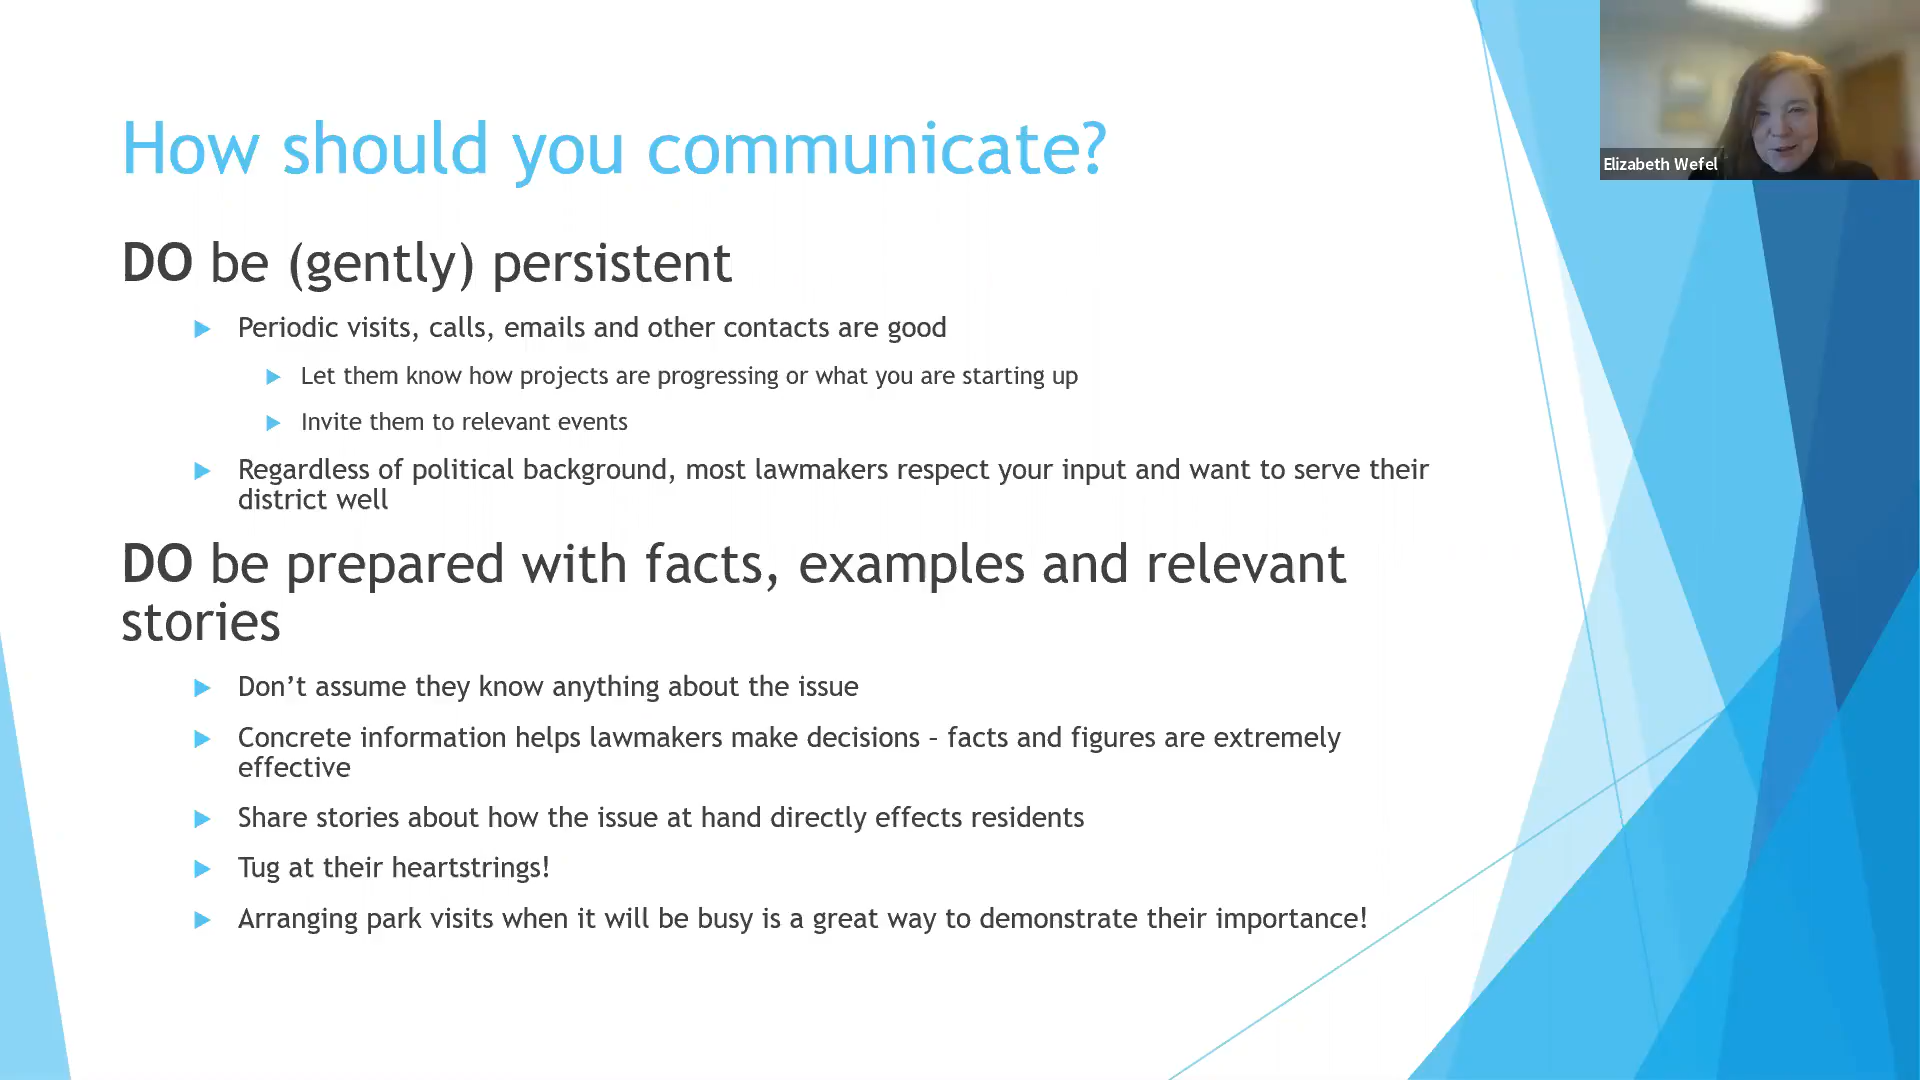 How should you communicate?
Elizabeth Wefel
DO be (gently) persistent
Periodic visits, calls, emails and other contacts are good
Let them know how projects are progressing or what you are starting up
Invite them to relevant events
Regardless of political background, most lawmakers respect your input and want to serve their
district well
DO be prepared with facts, examples and relevant
stories
Don’t assume they know anything about the issue
Concrete information helps lawmakers make decisions – facts and figures are extremely
effective
Share stories about how the issue at hand directly effects residents
Tug at their heartstrings!
Arranging park visits when it will be busy is a great way to demonstrate their importance!